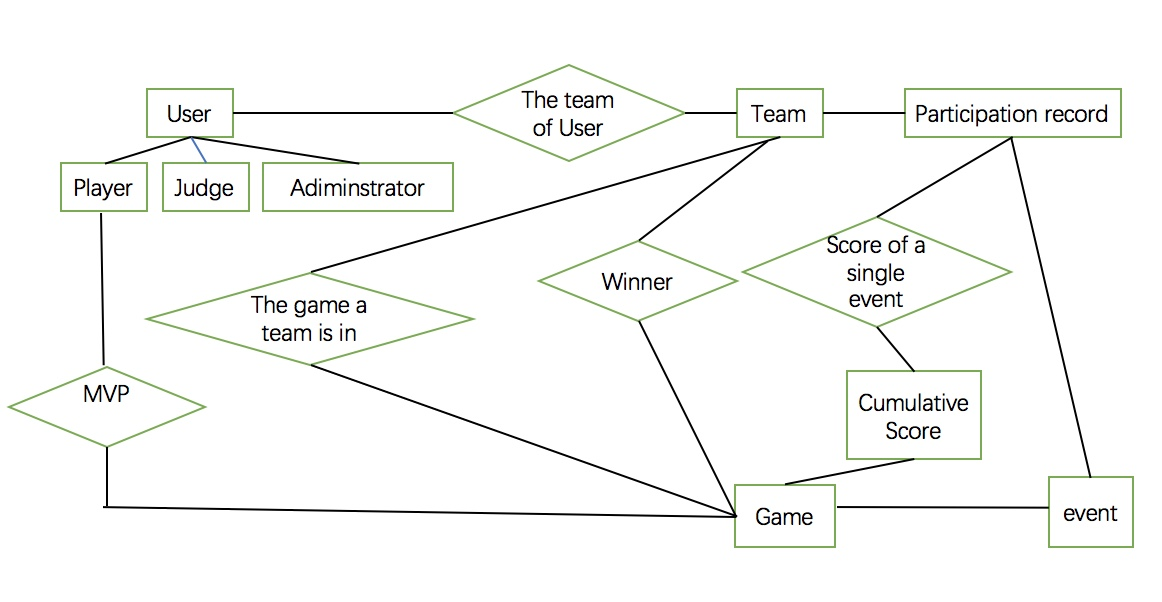 The team
of User
User
Team
Participation record
Player
Judge
Adiminstrator
Score of a
single
event
Winner
The game a
team is in
MVP
Cumulative
Score
Game
event